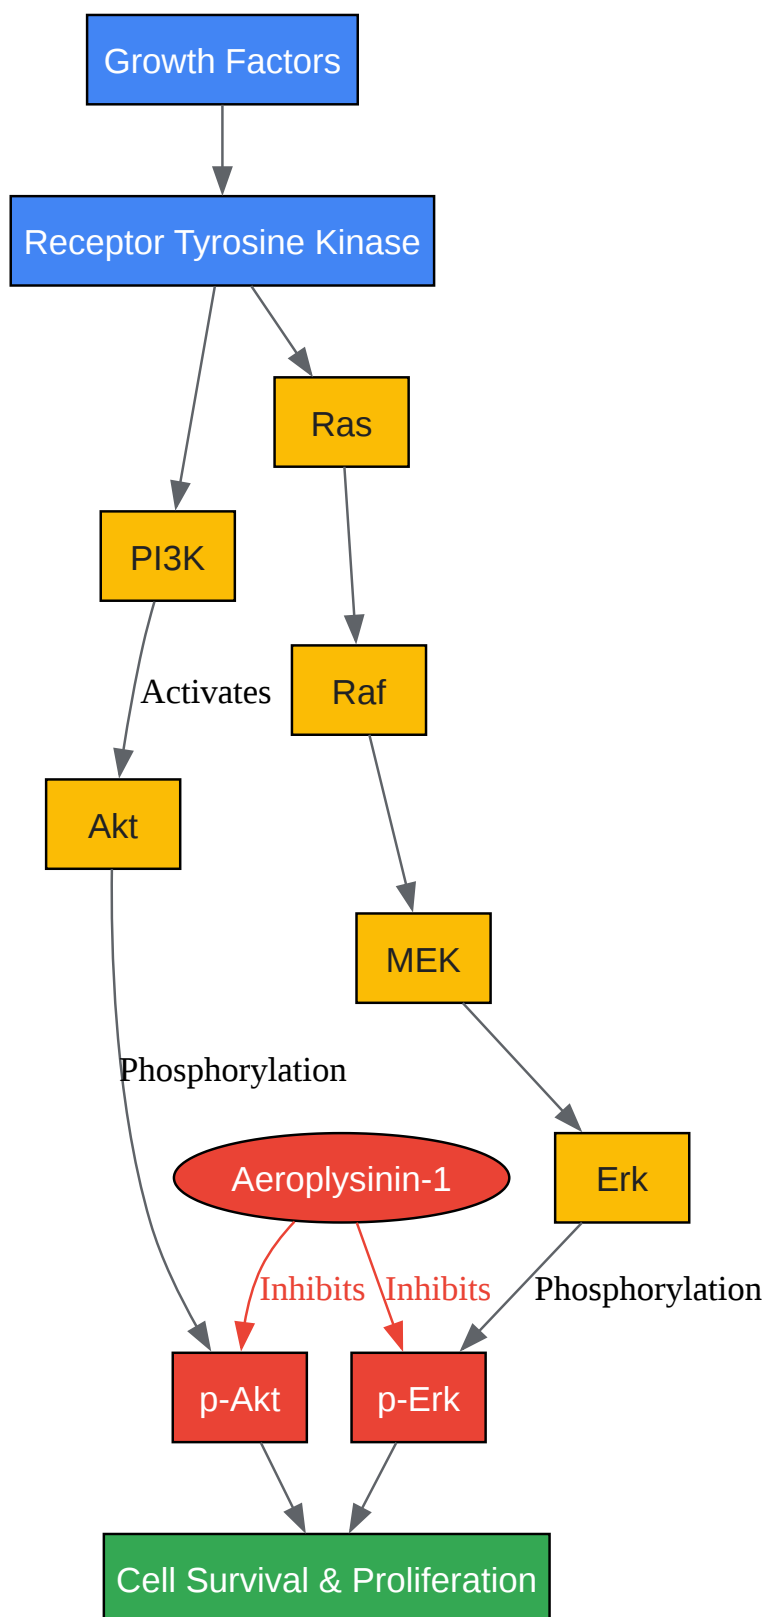 Growth Factors
Receptor Tyrosine Kinase
Ras
PI3K
Raf
Activates
Akt
MEK
Phosphorylation
Aeroplysinin-1
Erk
Inhibits
Inhibits
Phosphorylation
p-Akt
p-Erk
Cell Survival & Proliferation